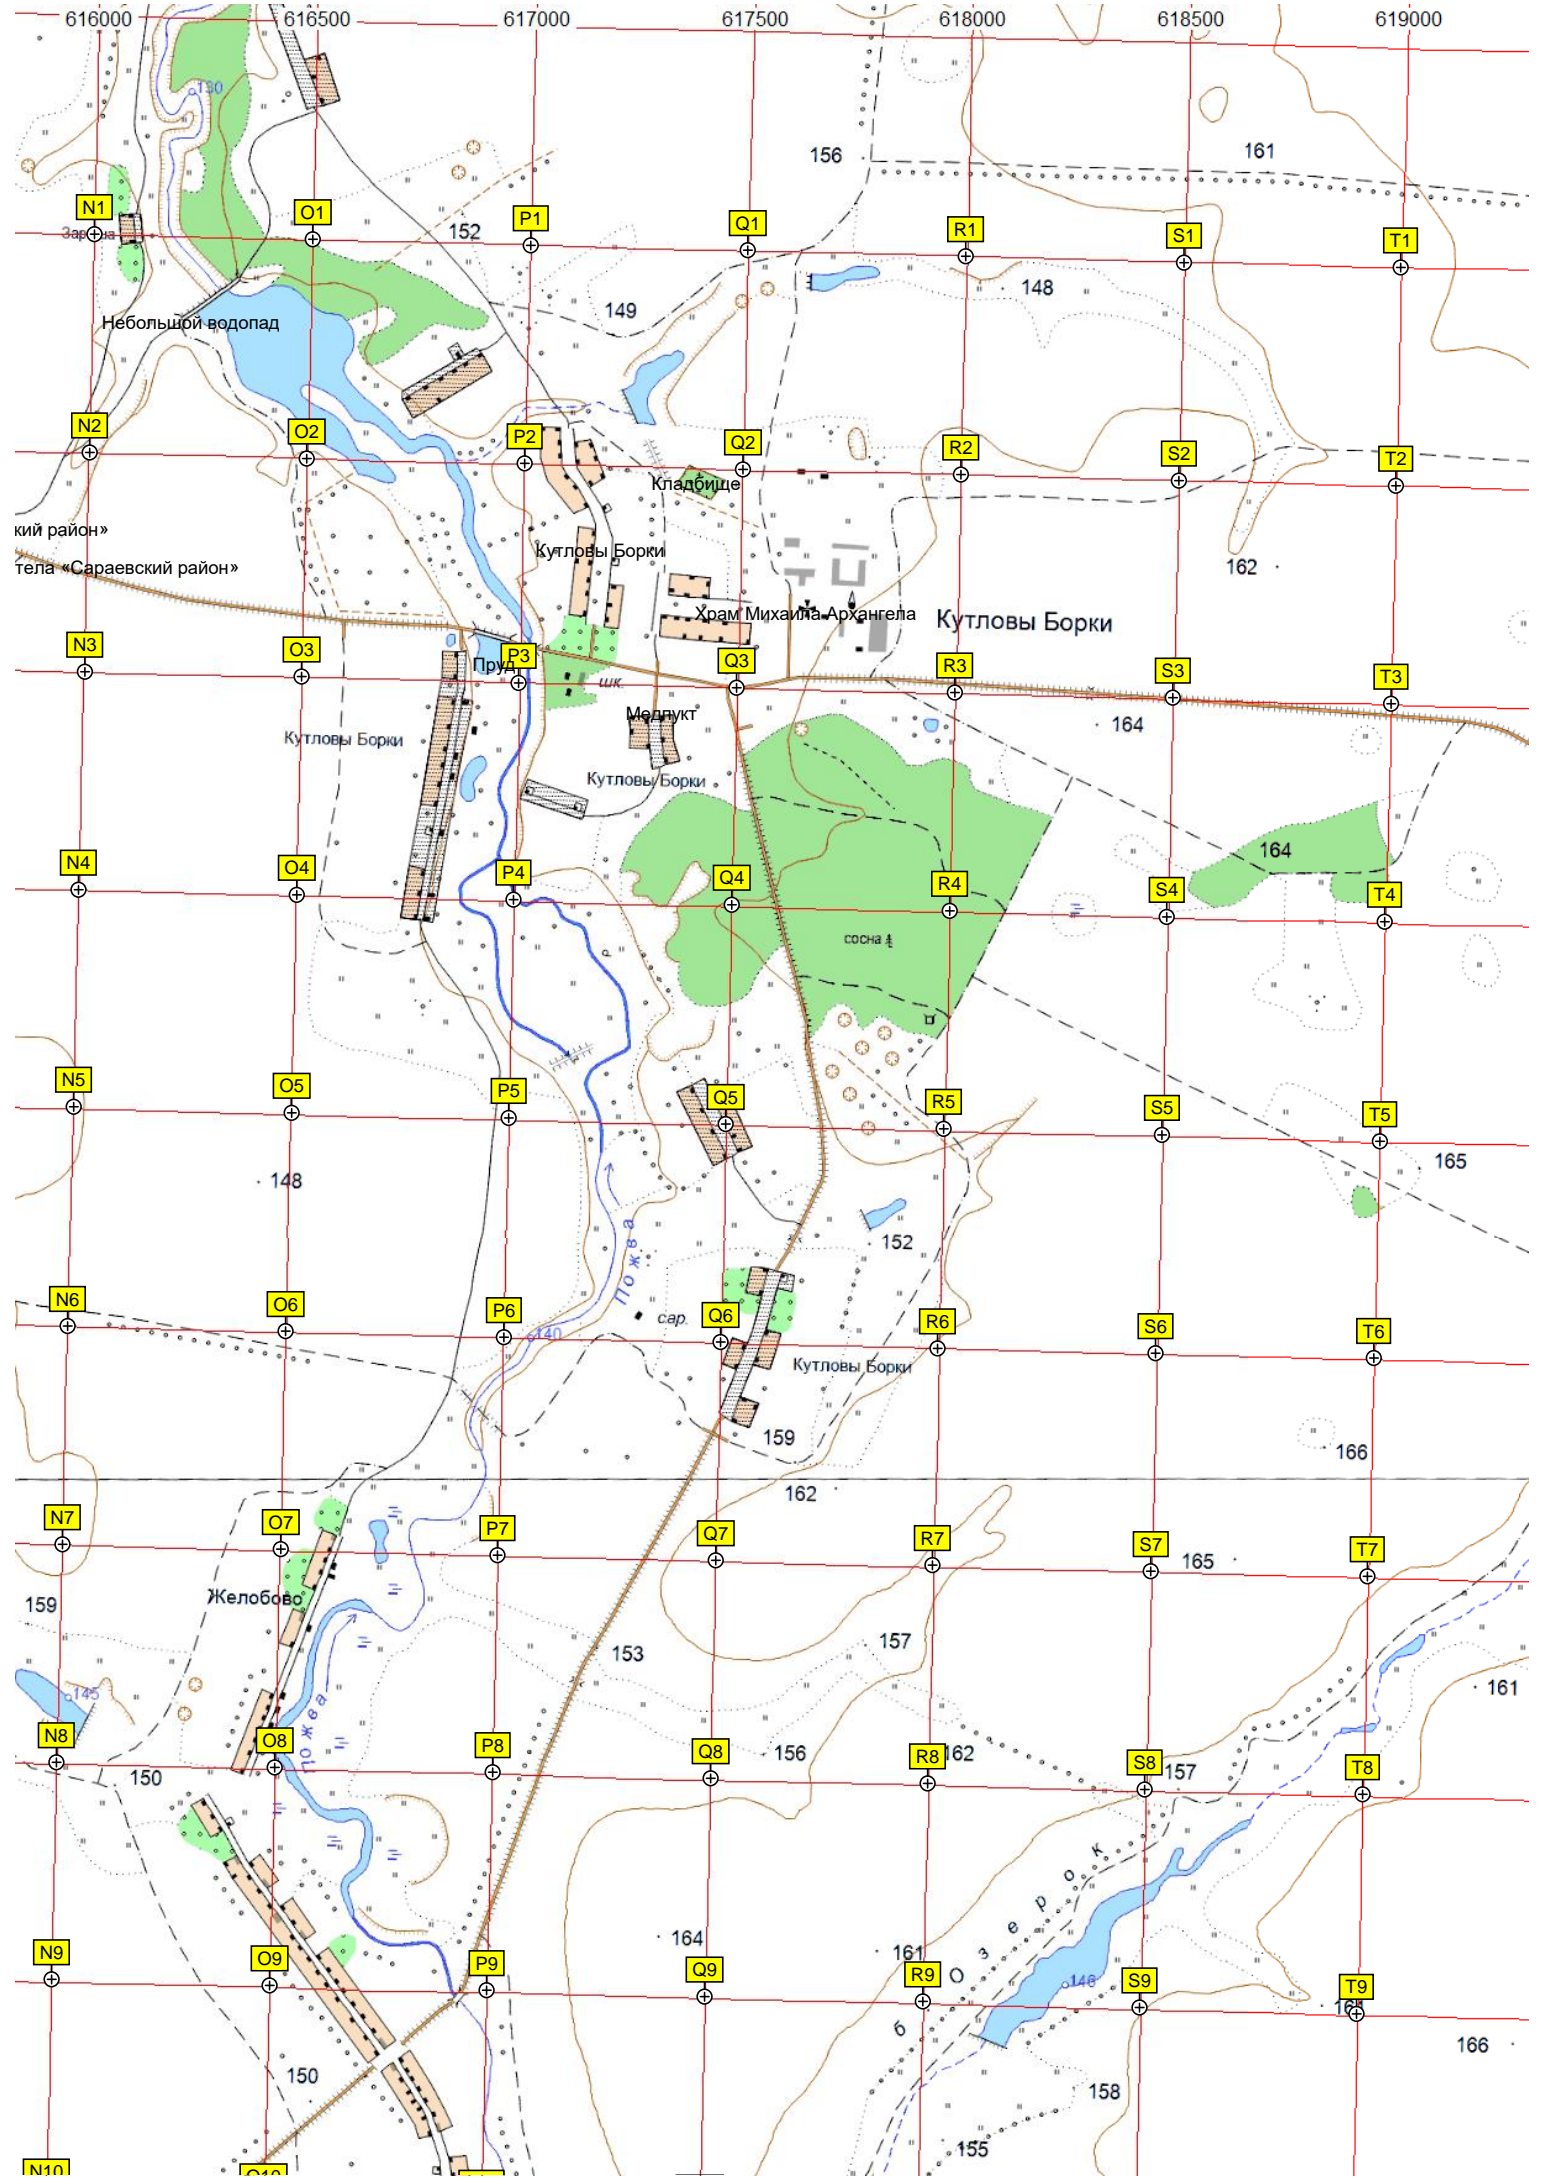 616000 616500 617000 617500 618000 618500 619000
130
156
161
N1 O1 P1 Q1 R1 S1 T1
152
148
149
Небольшой водопад
N2 O2 P2 Q2 R2 S2 T2
Кладбище
кий район»
Кутловы Борки
тела «Сараевский район»
162
Храм Михаила Архангела
Кутловы Борки
N3 O3 P3 Q3 R3 S3 T3
Пруд
шк.
Медпукт
164
Кутловы Борки
Кутловы Борки
164
N4 O4 P4 Q4 R4 S4 T4
сосна
N5 O5 P5 Q5 R5 S5 T5
165
148
Пожва
152
N6 O6 P6 Q6 R6 S6 T6
сар.
140
Кутловы Борки
159
166
162
N7 O7 P7 Q7 R7 S7 T7
165
Желобово
159
157
153
161
145
Пожва
N8 O8 P8 Q8 R8 S8 T8
156
162
157
150
Озерок
164
161
N9 O9 P9 Q9 R9 S9 T9
146
б
166
150
158
155
N10